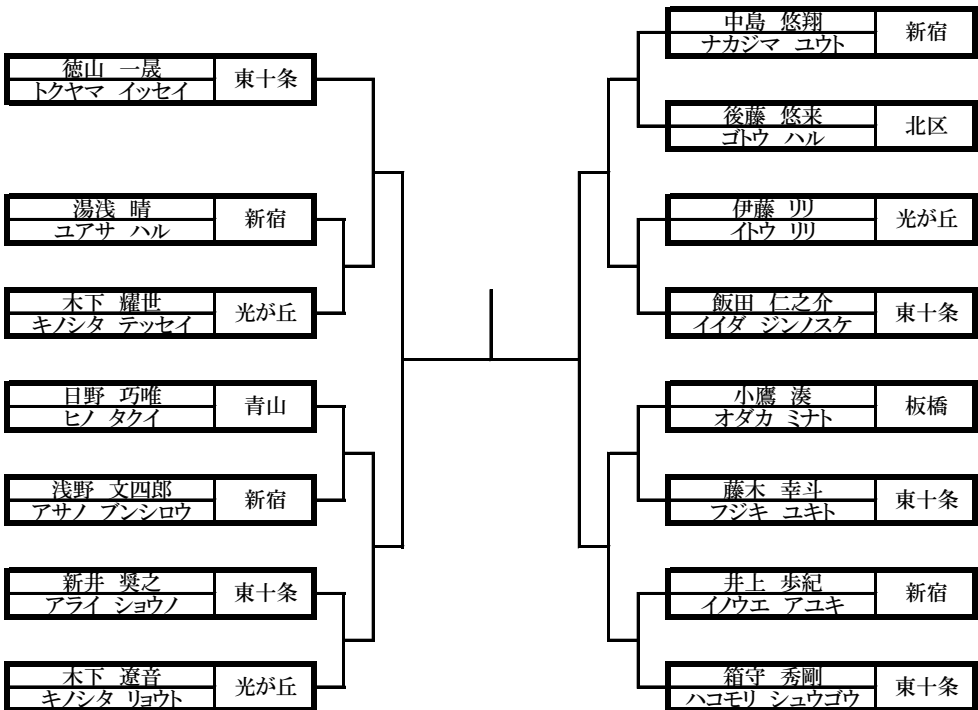 徳山 一晟
トクヤマ イッセイ
東十条
湯浅 晴
ユアサ ハル
新宿
木下 耀世
キノシタ テッセイ
光が丘
日野 巧唯
ヒノ タクイ
青山
浅野 文四郎
アサノ ブンシロウ
新宿
新井 奨之
アライ ショウノ
東十条
木下 遼音
キノシタ リョウト
光が丘
中島 悠翔
ナカジマ ユウト
新宿
後藤 悠来
ゴトウ ハル
北区
伊藤 リリ
イトウ リリ
光が丘
飯田 仁之介
イイダ ジンノスケ
東十条
小鷹 湊
オダカ ミナト
板橋
藤木 幸斗
フジキ ユキト
東十条
井上 歩紀
イノウエ アユキ
新宿
箱守 秀剛
ハコモリ シュウゴウ
東十条